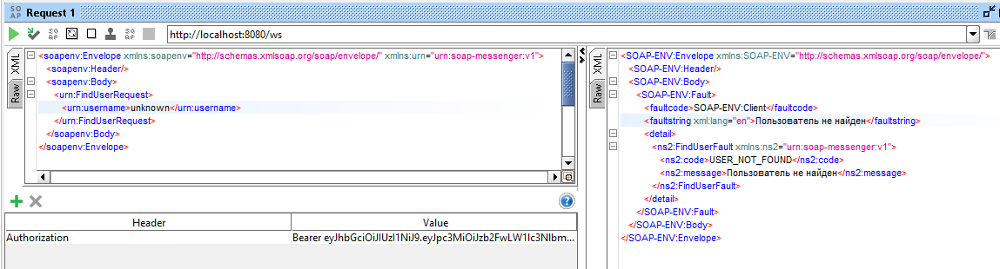 SO
AP
Request 1
SO
AP
SO
AP
http://localhost:8080/ws
XML
Raw
<soapenv:Envelope xmlns:soapenv="http://schemas.xmlsoap.org/soap/envelope/" xmlns:urn="urn:soap-messenger:v1">
<soapenv:Header/>
<soapenv:Body>
<urn:FindUserRequest>
<urn:username>unknown</urn:username>
</urn:FindUserRequest>
</soapenv:Body>
</soapenv:Envelope>
Header Value
Authorization Bearer eyJhbGciOiJIUzI1NiJ9.eyJpc3MiOiJzb2FwLW1lc3Nlbm...
XML
Raw
<SOAP-ENV:Envelope xmlns:SOAP-ENV="http://schemas.xmlsoap.org/soap/envelope/">
<SOAP-ENV:Header/>
<SOAP-ENV:Body>
<SOAP-ENV:Fault>
<faultcode>SOAP-ENV:Client</faultcode>
<faultstring xml:lang="en">Пользователь не найден</faultstring>
<detail>
<ns2:FindUserFault xmlns:ns2="urn:soap-messenger:v1">
<ns2:code>USER_NOT_FOUND</ns2:code>
<ns2:message>Пользователь не найден</ns2:message>
</ns2:FindUserFault>
</detail>
</SOAP-ENV:Fault>
</SOAP-ENV:Body>
</SOAP-ENV:Envelope>